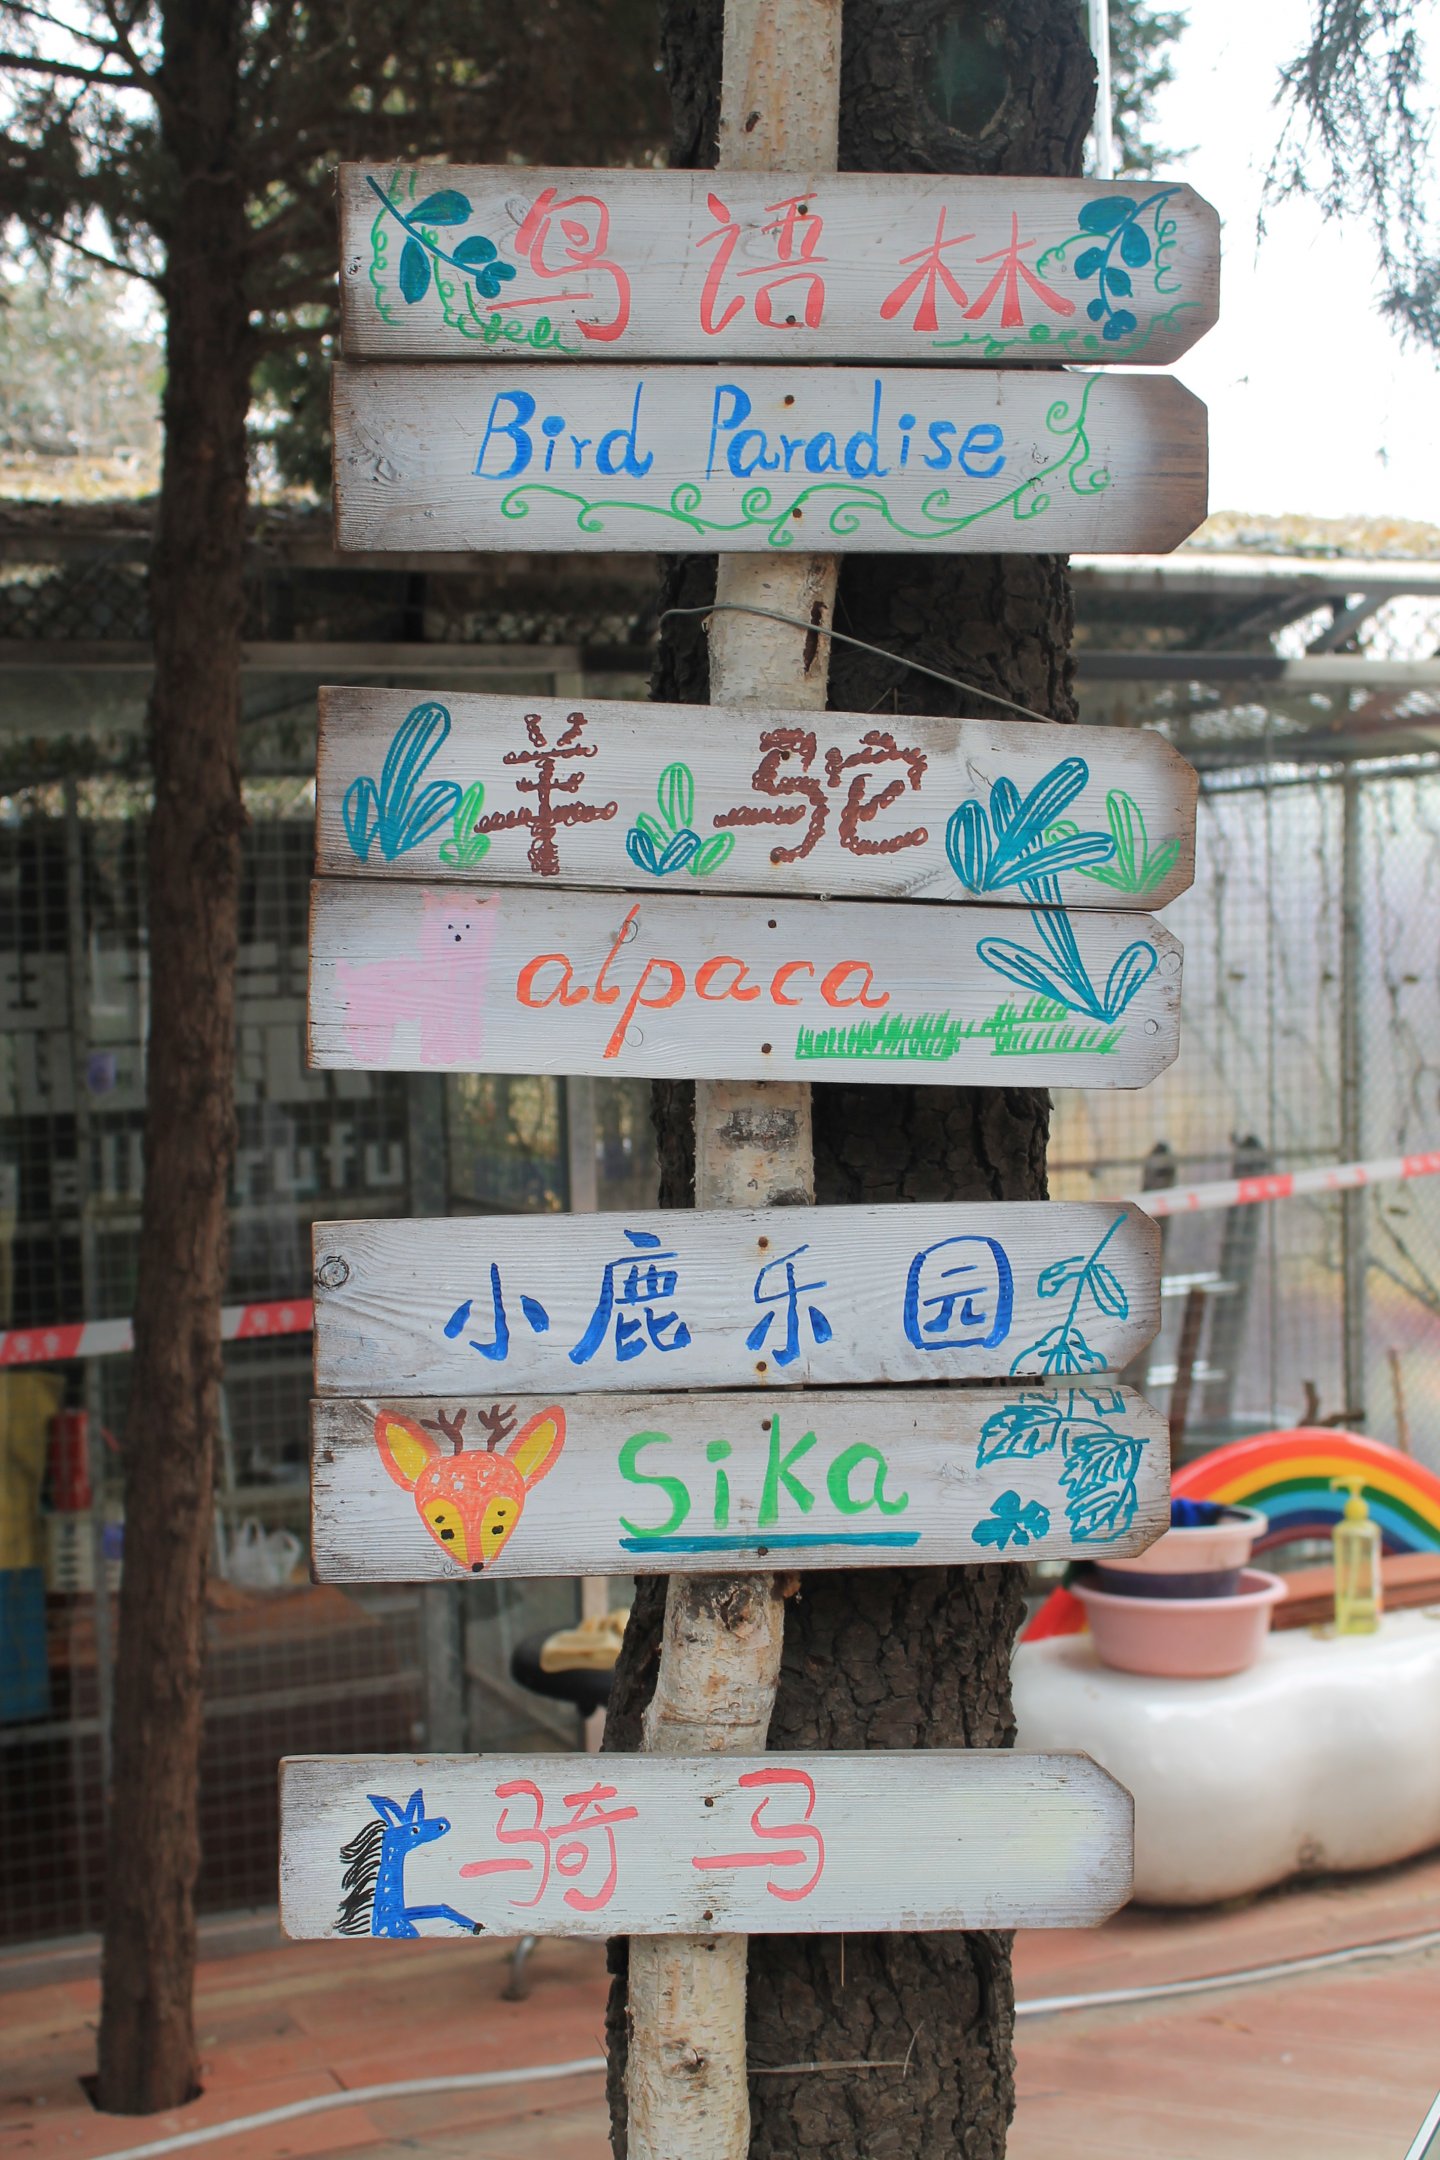 鸟语林
Bird Paradise
羊驼
alpaca
小鹿乐园
Sika
骑马